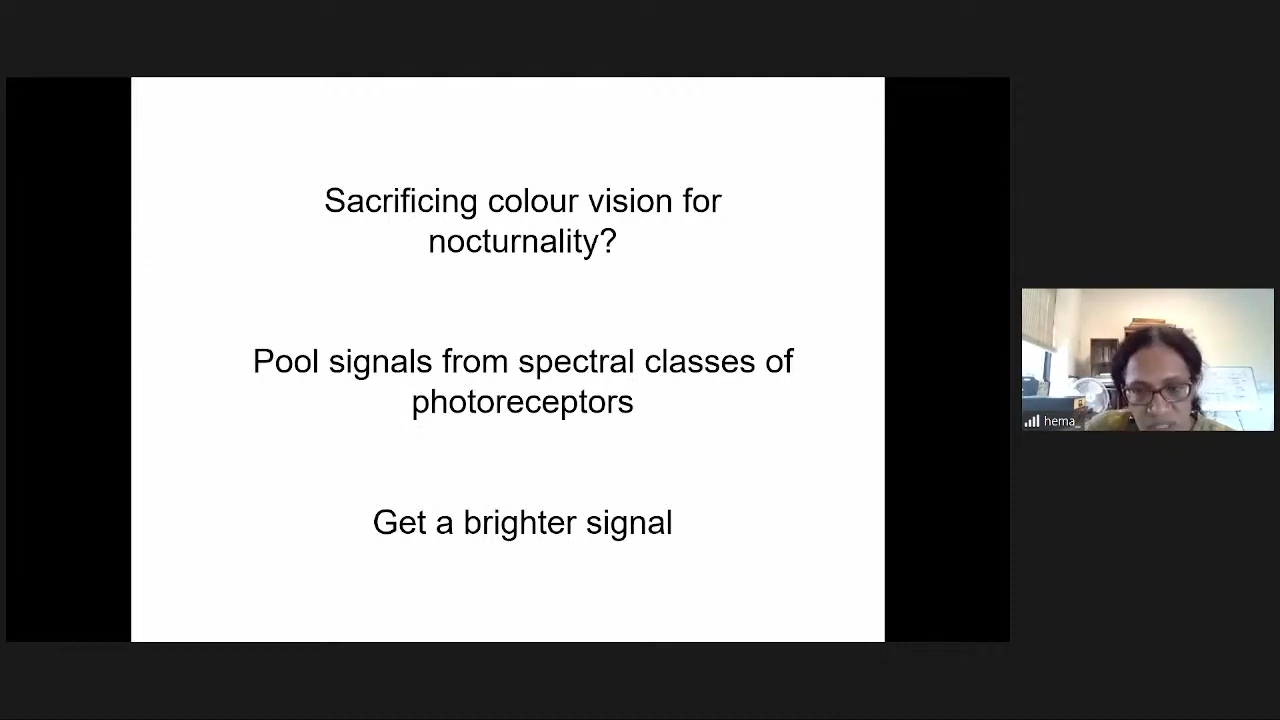 Sacrificing colour vision for
nocturnality?
Pool signals from spectral classes of
photoreceptors
Get a brighter signal
hema_